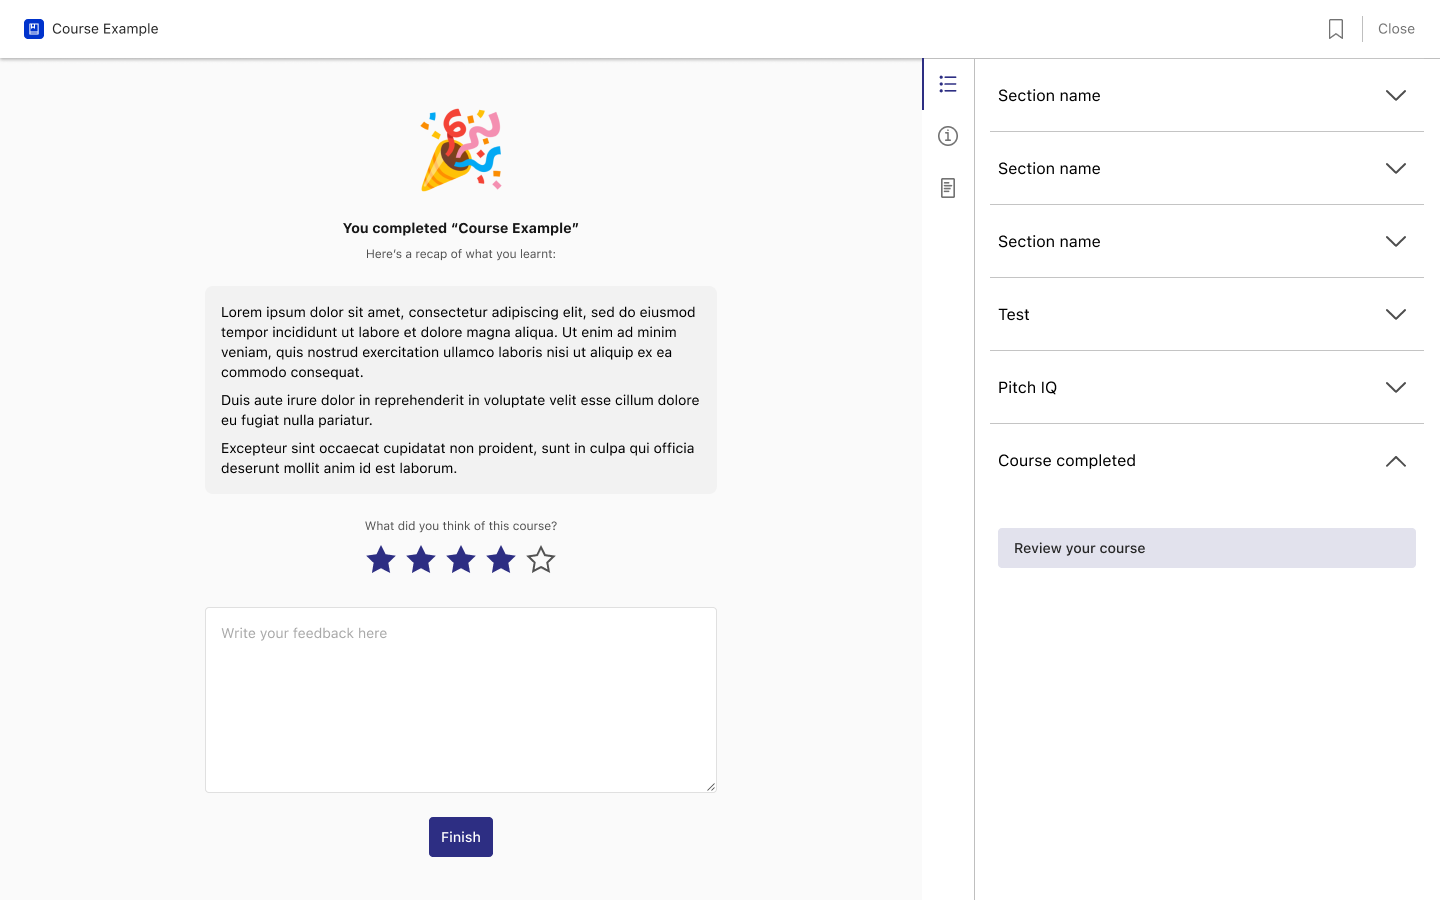 Course Example
Close
You completed “Course Example”
Here's a recap of what you learnt:
Lorem ipsum dolor sit amet, consectetur adipiscing elit, sed do eiusmod
tempor incididunt ut labore et dolore magna aliqua. Ut enim ad minim
veniam, quis nostrud exercitation ullamco laboris nisi ut aliquip ex ea
commodo consequat.
Duis aute irure dolor in reprehenderit in voluptate velit esse cillum dolore
eu fugiat nulla pariatur.
Excepteur sint occaecat cupidatat non proident, sunt in culpa qui officia
deserunt mollit anim id est laborum.
What did you think of this course?
Write your feedback here
Finish
Section name
Section name
Section name
Test
Pitch IQ
Course completed
Review your course